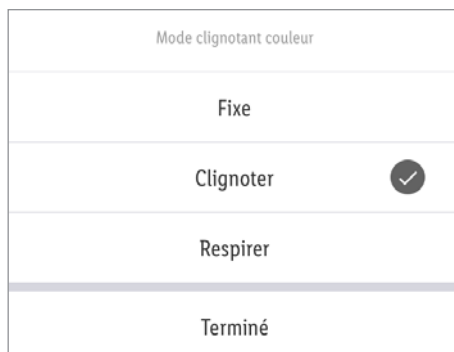 Mode clignotant couleur
Fixe
Clignoter
Respirer
Terminé